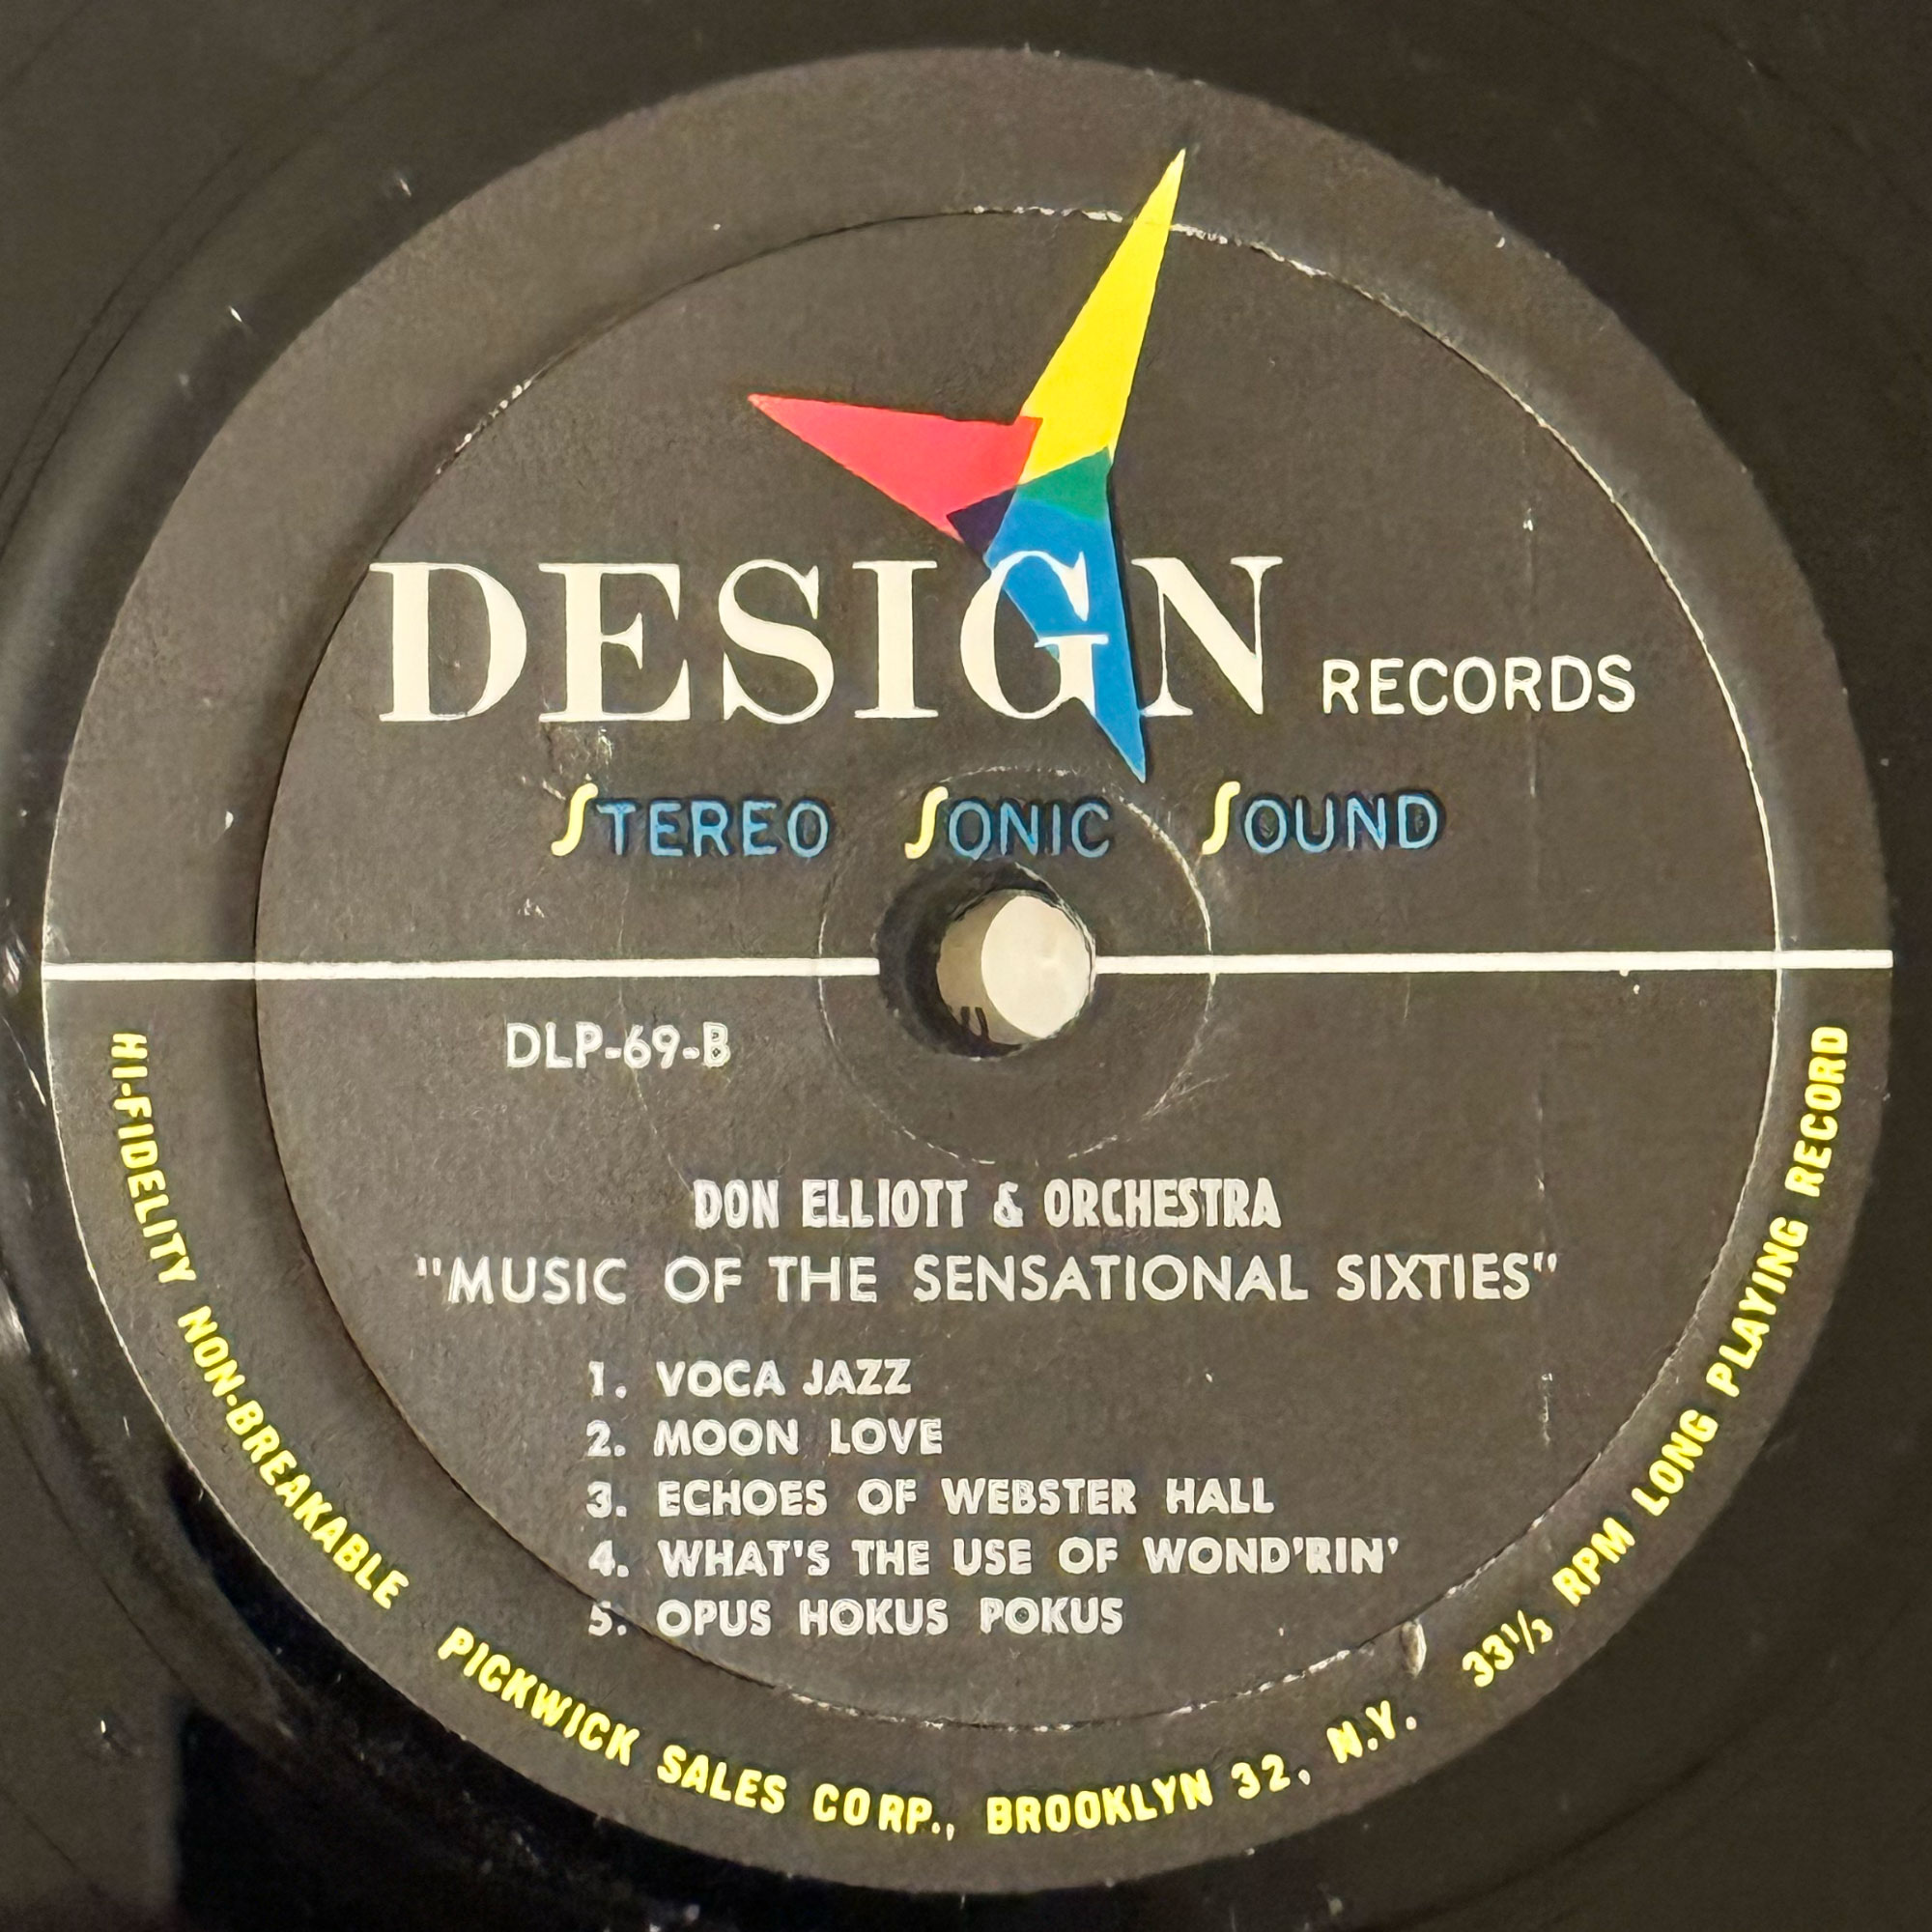 DESIGN RECORDS
STEREO SONIC SOUND
DLP-69-B
DON ELLIOTT & ORCHESTRA
"MUSIC OF THE SENSATIONAL SIXTIES"
1. VOCA JAZZ
2. MOON LOVE
3. ECHOES OF WEBSTER HALL
4. WHAT'S THE USE OF WOND'RIN'
5. OPUS HOKUS POKUS
HI-FIDELITY NON-BREAKABLE PICKWICK SALES CORP., BROOKLYN 32, N.Y. 33⅓ RPM LONG PLAYING RECORD